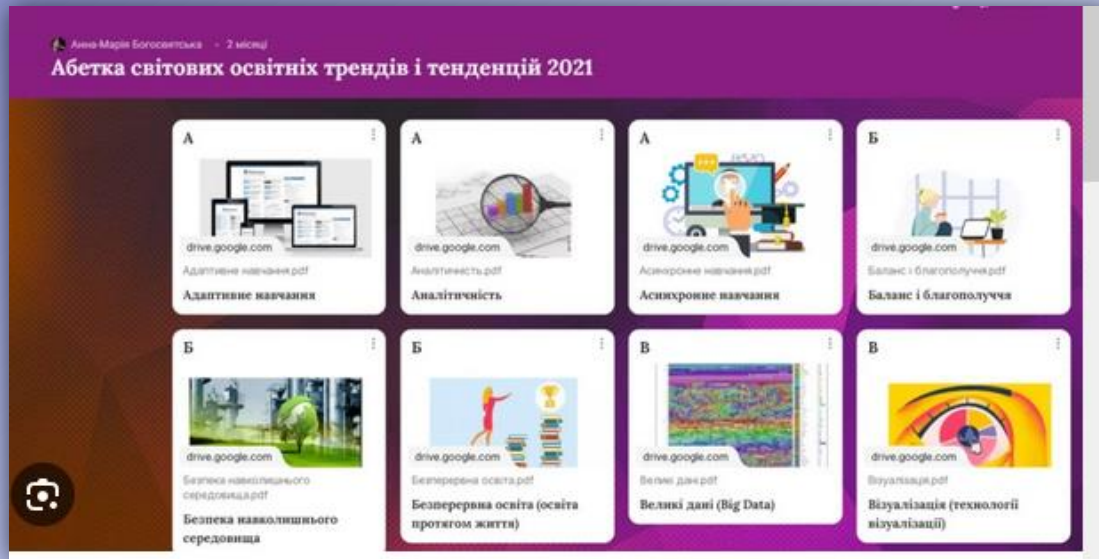 Анна-Марія Богосвятська • 2 місяці
Абетка світових освітніх трендів і тенденцій 2021
А
drive.google.com
Адаптивне навчання.pdf
Адаптивне навчання
А
drive.google.com
Аналітичність.pdf
Аналітичність
А
drive.google.com
Асинхронне навчання.pdf
Асинхронне навчання
Б
drive.google.com
Баланс і благополуччя.pdf
Баланс і благополуччя
Б
drive.google.com
Безпека навколишнього
середовища.pdf
Безпека навколишнього
середовища
Б
drive.google.com
Безперервна освіта.pdf
Безперервна освіта (освіта
протягом життя)
В
drive.google.com
Великі дані.pdf
Великі дані (Big Data)
В
drive.google.com
Візуалізація.pdf
Візуалізація (технології
візуалізації)